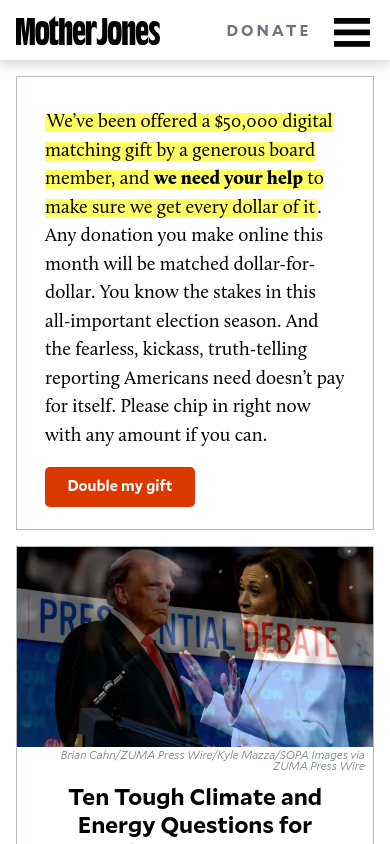 Mother Jones
DONATE
We've been offered a $50,000 digital
matching gift by a generous board
member, and we need your help to
make sure we get every dollar of it.
Any donation you make online this
month will be matched dollar-for-
dollar. You know the stakes in this
all-important election season. And
the fearless, kickass, truth-telling
reporting Americans need doesn't pay
for itself. Please chip in right now
with any amount if you can.
Double my gift
DEBATE
Brian Cahn/ZUMA Press Wire/Kyle Mazza/SOPA Images via
ZUMA Press Wire
Ten Tough Climate and
Energy Questions for